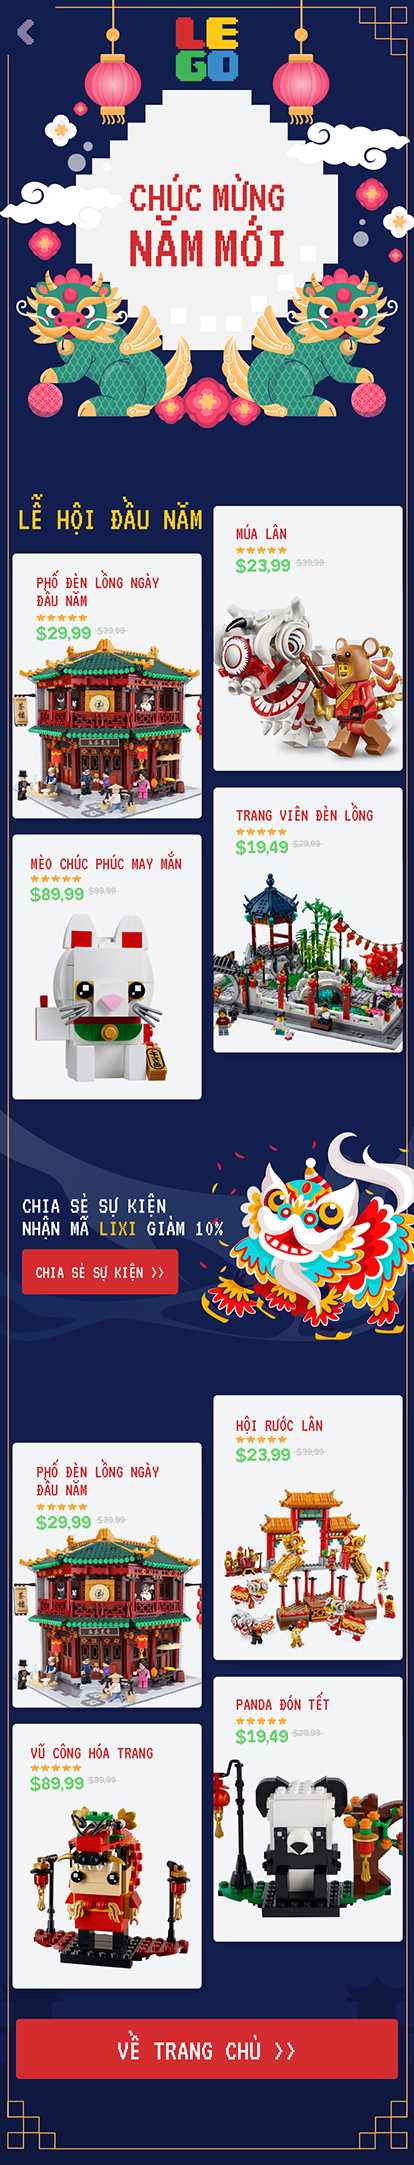 LE
GO
CHÚC MỪNG
NĂM MỚI
LỄ HỘI ĐẦU NĂM
MÚA LÂN
$23,99 $39,99
PHỐ ĐÈN LỒNG NGÀY
ĐẦU NĂM
$29,99 $39,99
TRANG VIÊN ĐÈN LỒNG
$19,49 $29,99
MÈO CHÚC PHÚC MAY MẮN
$89,99 $99,99
CHIA SẺ SỰ KIỆN
NHẬN MÃ LIXI GIẢM 10%
CHIA SẺ SỰ KIỆN >>
HỘI RƯỚC LÂN
$23,99 $39,99
PHỐ ĐÈN LỒNG NGÀY
ĐẦU NĂM
$29,99 $39,99
PANDA ĐÓN TẾT
$19,49 $29,99
VŨ CÔNG HÓA TRANG
$89,99 $99,99
VỀ TRANG CHỦ >>